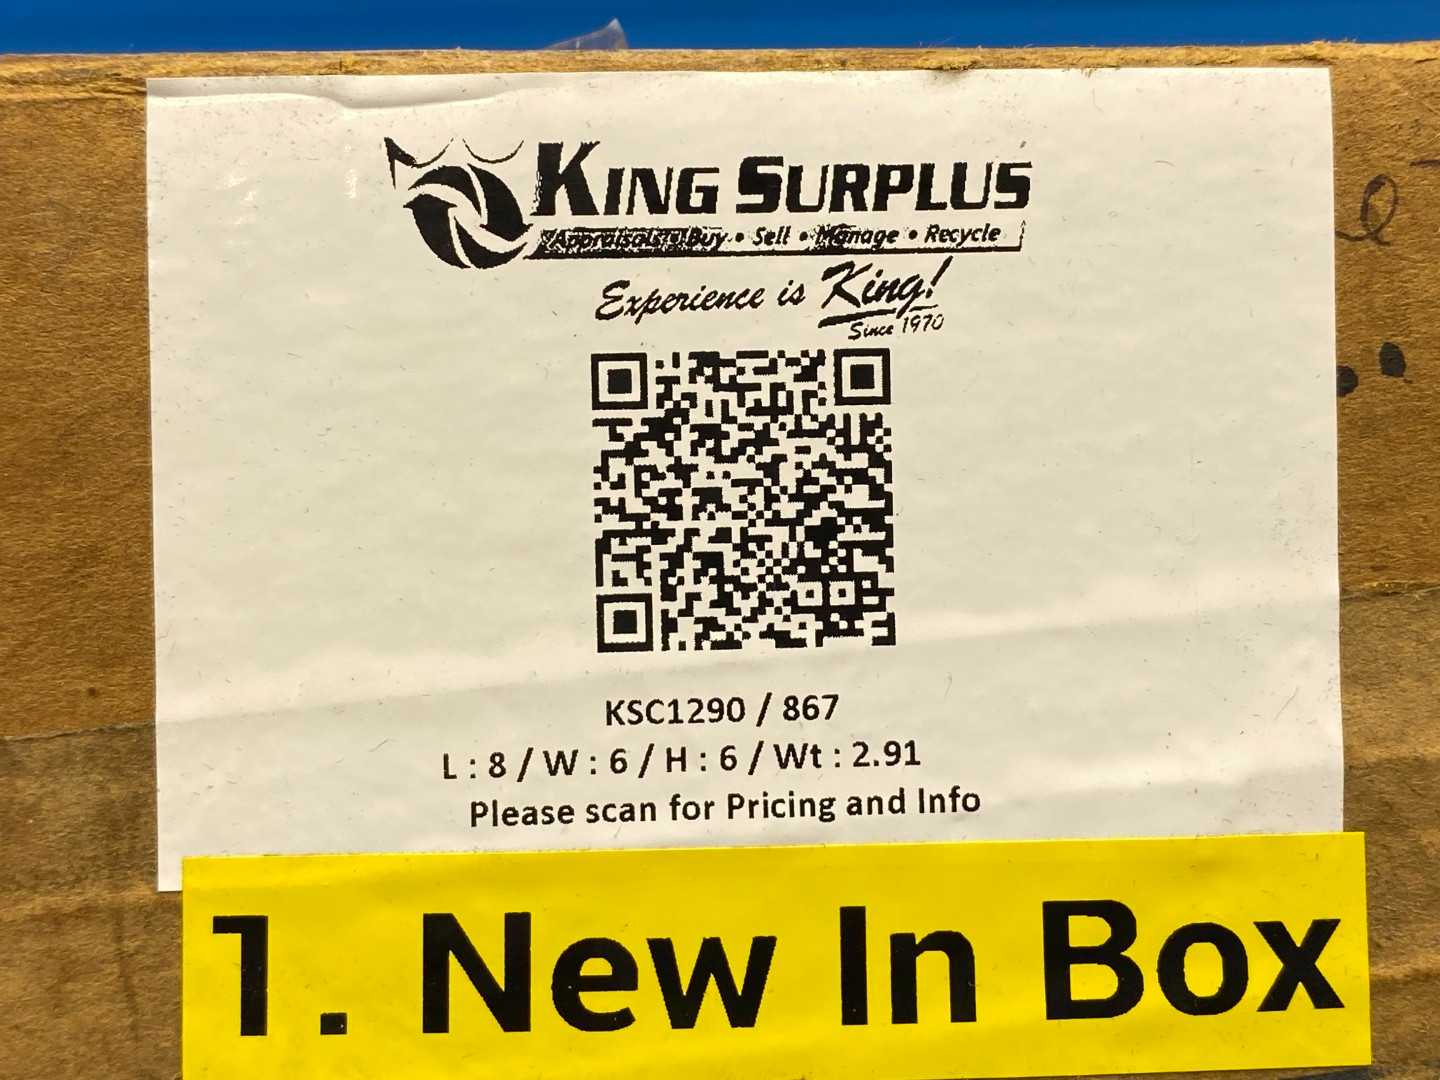 KING SURPLUS
Appraisals • Buy • Sell • Manage • Recycle
Experience is King!
Since 1970
KSC1290 / 867
L : 8 / W : 6 / H : 6 / Wt : 2.91
Please scan for Pricing and Info
1. New In Box